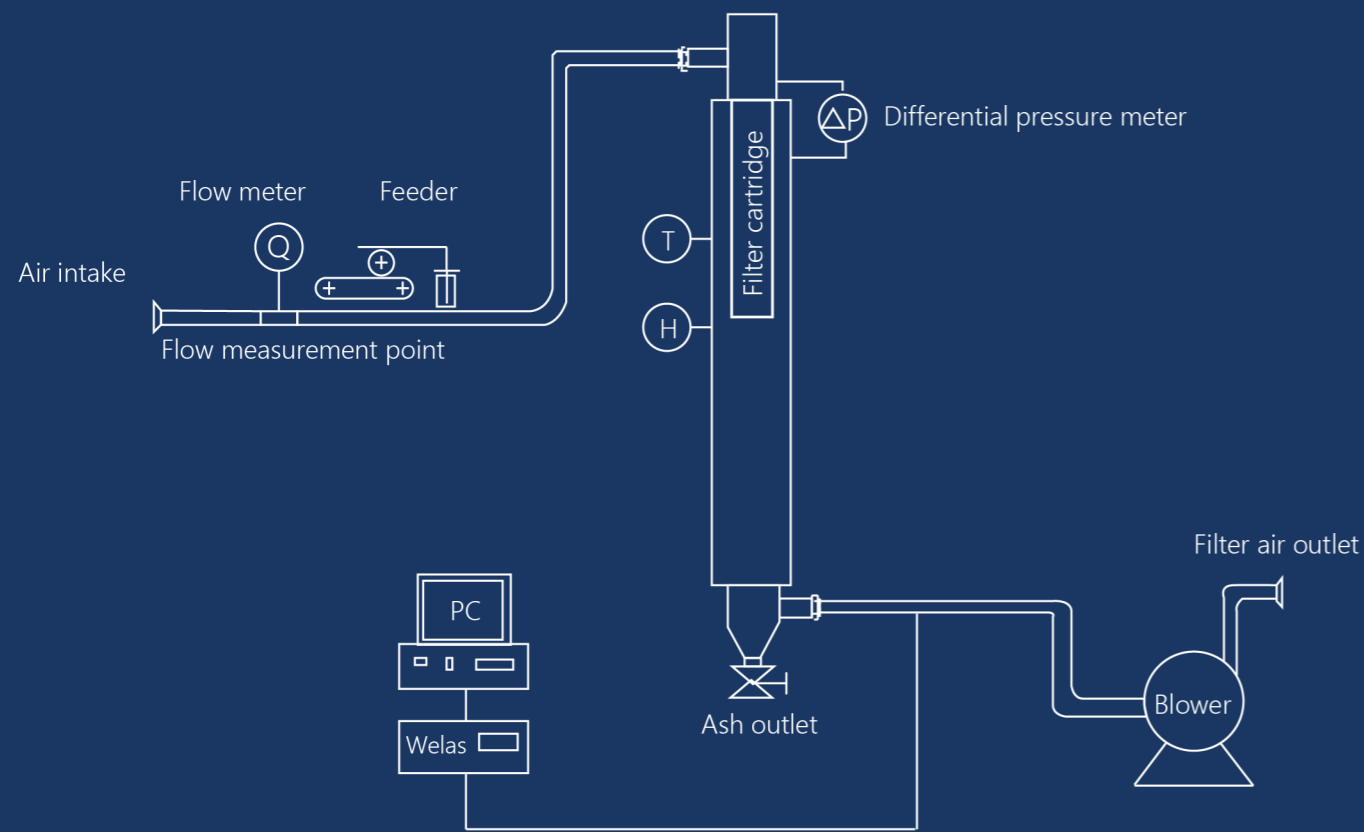 Differential pressure meter
△P
Filter cartridge
Flow meter
Feeder
Q
T
Air intake
H
Flow measurement point
Filter air outlet
PC
Blower
Ash outlet
Welas